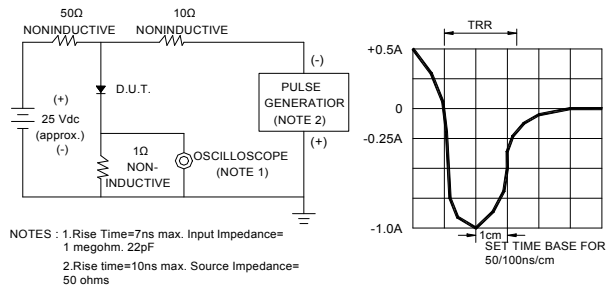 50Ω
NONINDUCTIVE
10Ω
NONINDUCTIVE
(+)
25 Vdc
(approx.)
(-)
D.U.T.
1Ω
NON-
INDUCTIVE
OSCILLOSCOPE
(NOTE 1)
(-)
PULSE
GENERATIOR
(NOTE 2)
(+)
NOTES : 1.Rise Time=7ns max. Input Impedance=
1 megohm. 22pF
2.Rise time=10ns max. Source Impedance=
50 ohms
TRR
+0.5A
0
-0.25A
-1.0A
1cm
SET TIME BASE FOR
50/100ns/cm